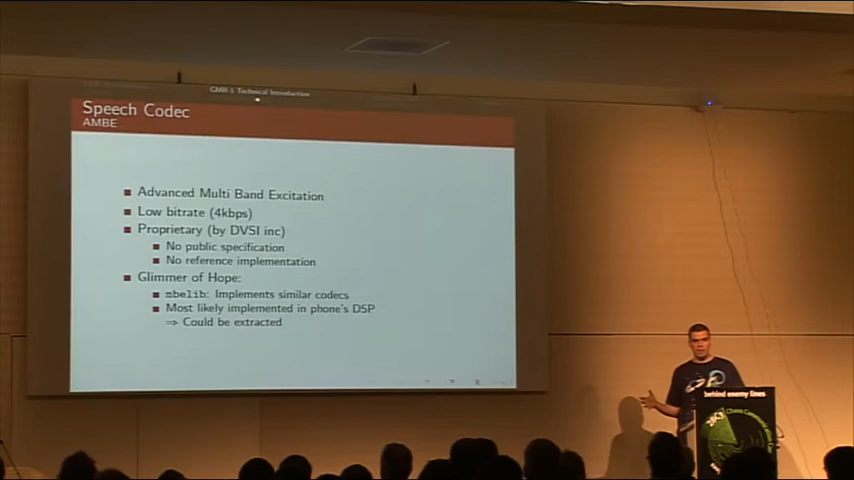 GMR-1 Technical Introduction
Speech Codec
AMBE
Advanced Multi Band Excitation
Low bitrate (4kbps)
Proprietary (by DVSI inc)
No public specification
No reference implementation
Glimmer of Hope:
mbelib: Implements similar codecs
Most likely implemented in phone's DSP
⇒ Could be extracted
behind enemy lines
28C3